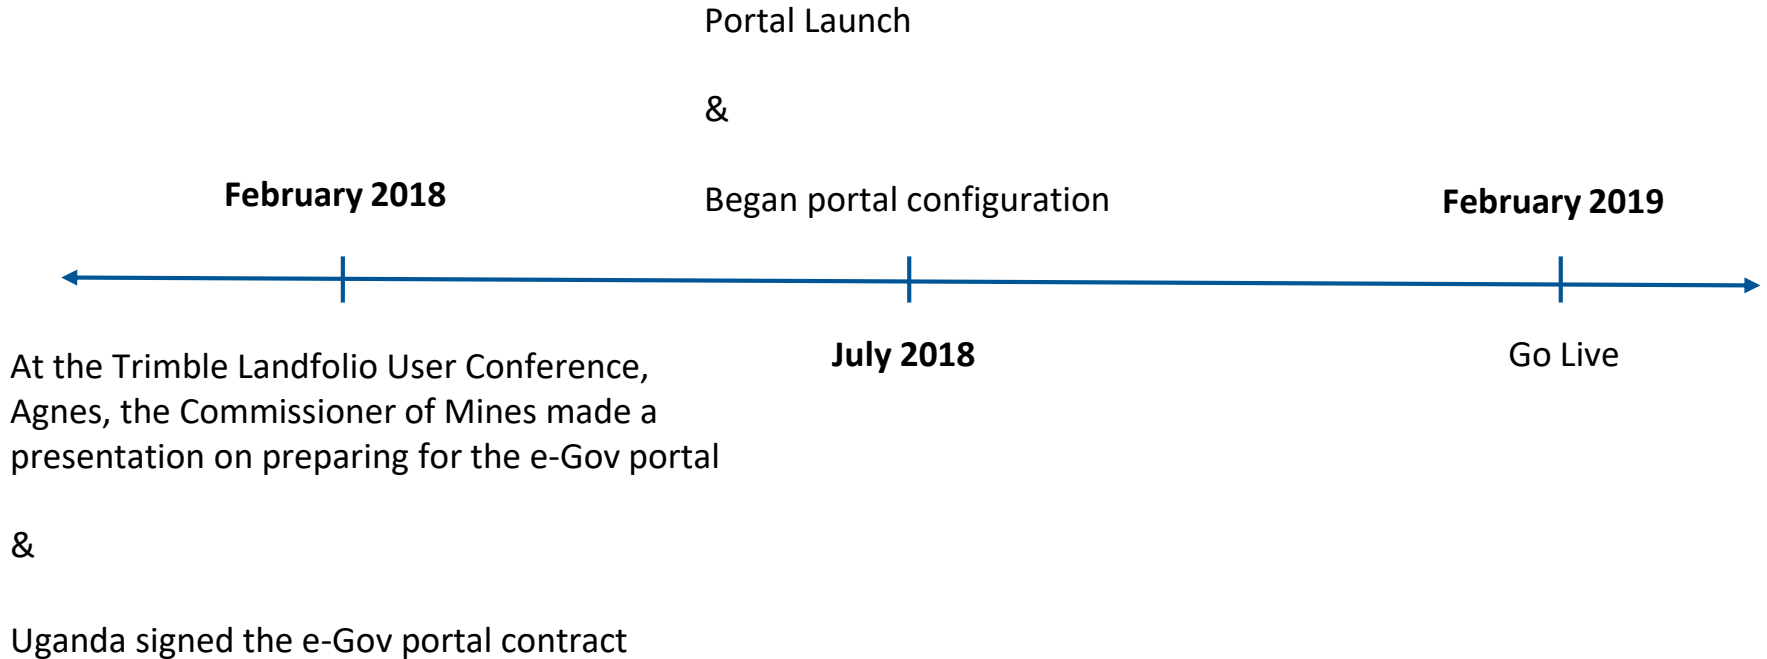 Portal Launch
&
Began portal configuration
February 2018
February 2019
At the Trimble Landfolio User Conference,
Agnes, the Commissioner of Mines made a
presentation on preparing for the e-Gov portal
&
Uganda signed the e-Gov portal contract
July 2018
Go Live